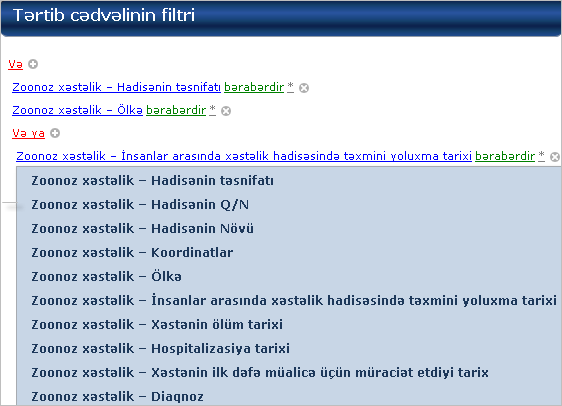 Tərtib cədvəlinin filtri
Və
Zoonoz xəstəlik – Hadisənin təsnifatı bərabərdir *
Zoonoz xəstəlik – Ölkə bərabərdir *
Və ya
Zoonoz xəstəlik – İnsanlar arasında xəstəlik hadisəsində təxmini yoluxma tarixi bərabərdir *
Zoonoz xəstəlik – Hadisənin təsnifatı
Zoonoz xəstəlik – Hadisənin Q/N
Zoonoz xəstəlik – Hadisənin Növü
Zoonoz xəstəlik – Koordinatlar
Zoonoz xəstəlik – Ölkə
Zoonoz xəstəlik – İnsanlar arasında xəstəlik hadisəsində təxmini yoluxma tarixi
Zoonoz xəstəlik – Xəstənin ölüm tarixi
Zoonoz xəstəlik – Hospitalizasiya tarixi
Zoonoz xəstəlik – Xəstənin ilk dəfə müalicə üçün müraciət etdiyi tarix
Zoonoz xəstəlik – Diaqnoz